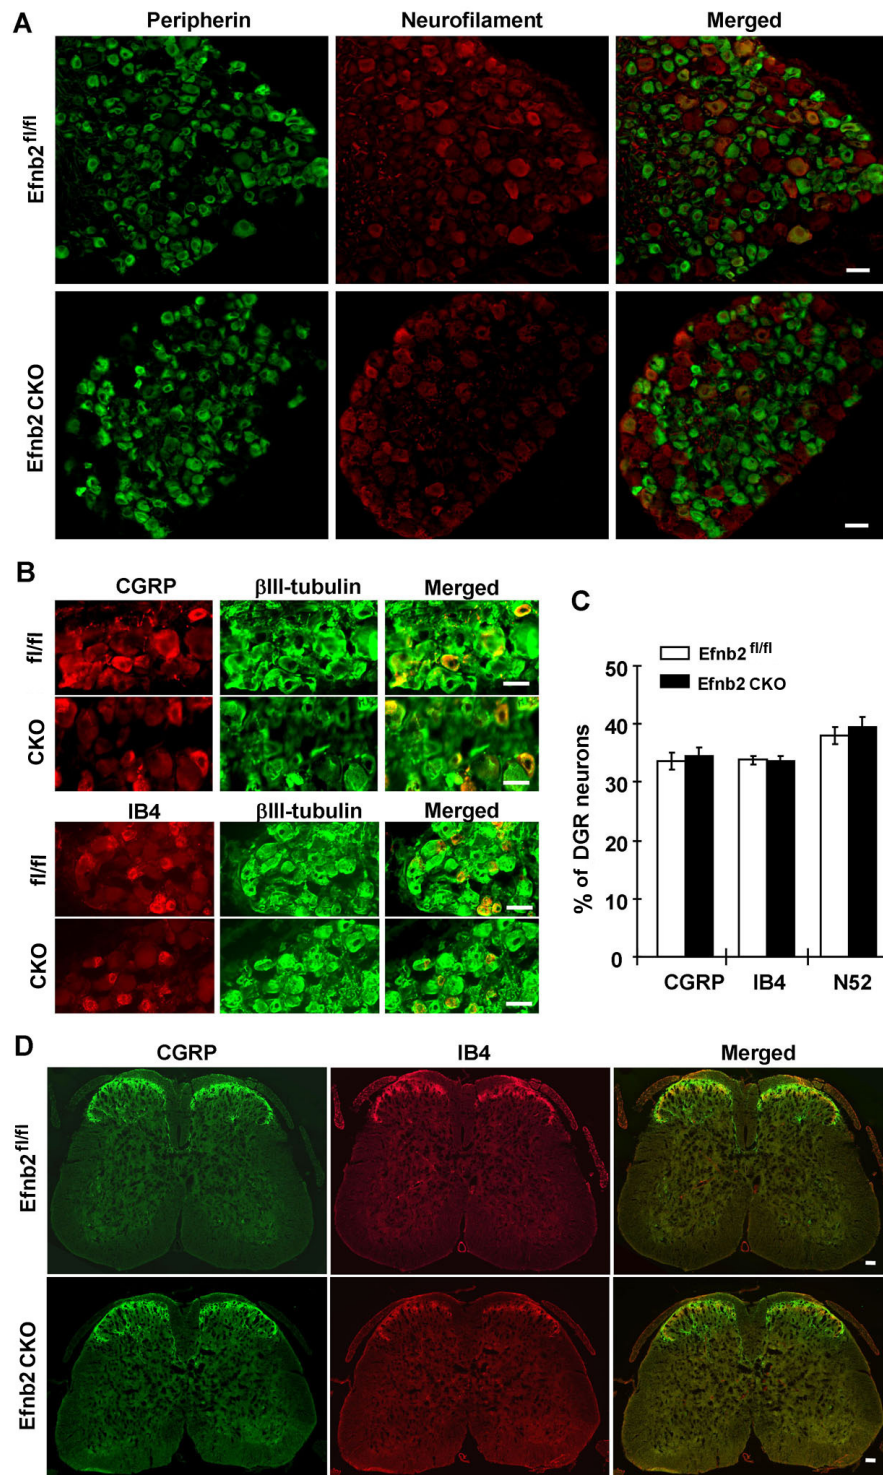 A
Peripherin Neurofilament Merged
Efnb2 fl/fl
Efnb2 CKO
B
CGRP βIII-tubulin Merged
fl/fl
CKO
IB4 βIII-tubulin Merged
fl/fl
CKO
C
Efnb2 fl/fl
Efnb2 CKO
% of DGR neurons
50
40
30
20
10
0
CGRP IB4 N52
D
CGRP IB4 Merged
Efnb2 fl/fl
Efnb2 CKO